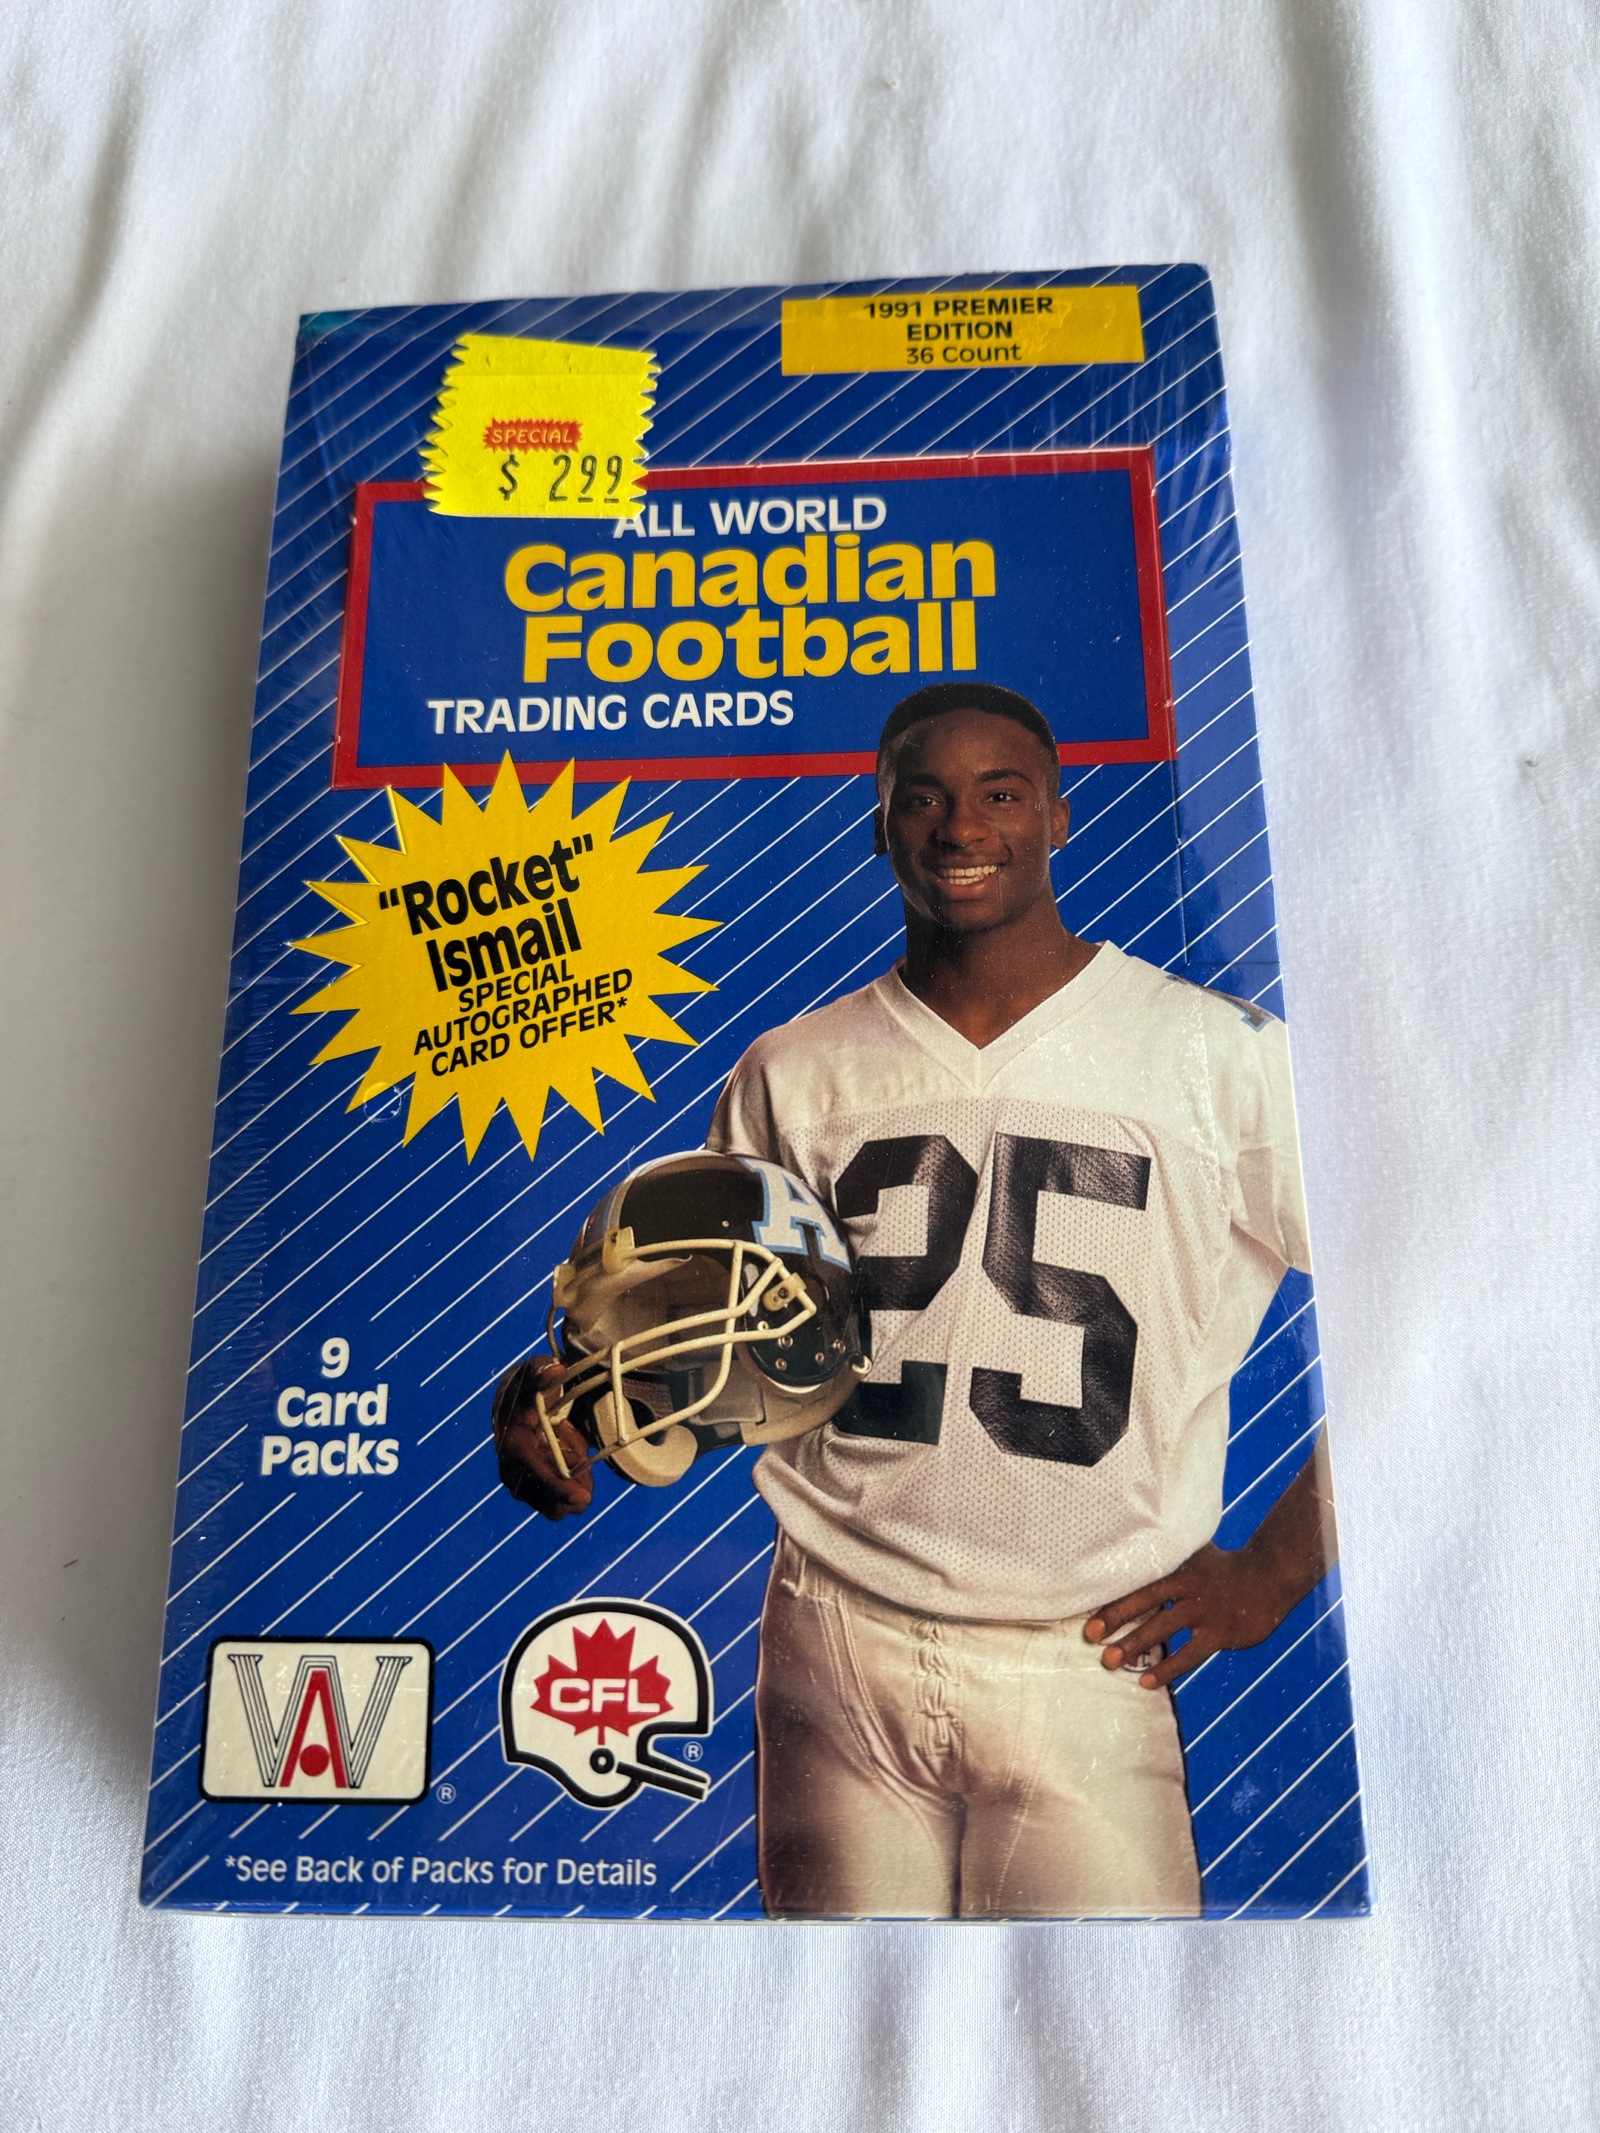 1991 PREMIER
EDITION
36 Count
SPECIAL
$ 299
ALL WORLD
Canadian
Football
TRADING CARDS
"Rocket"
Ismail
SPECIAL
AUTOGRAPHED
CARD OFFER*
A
25
9
Card
Packs
WA
®
CFL
®
*See Back of Packs for Details